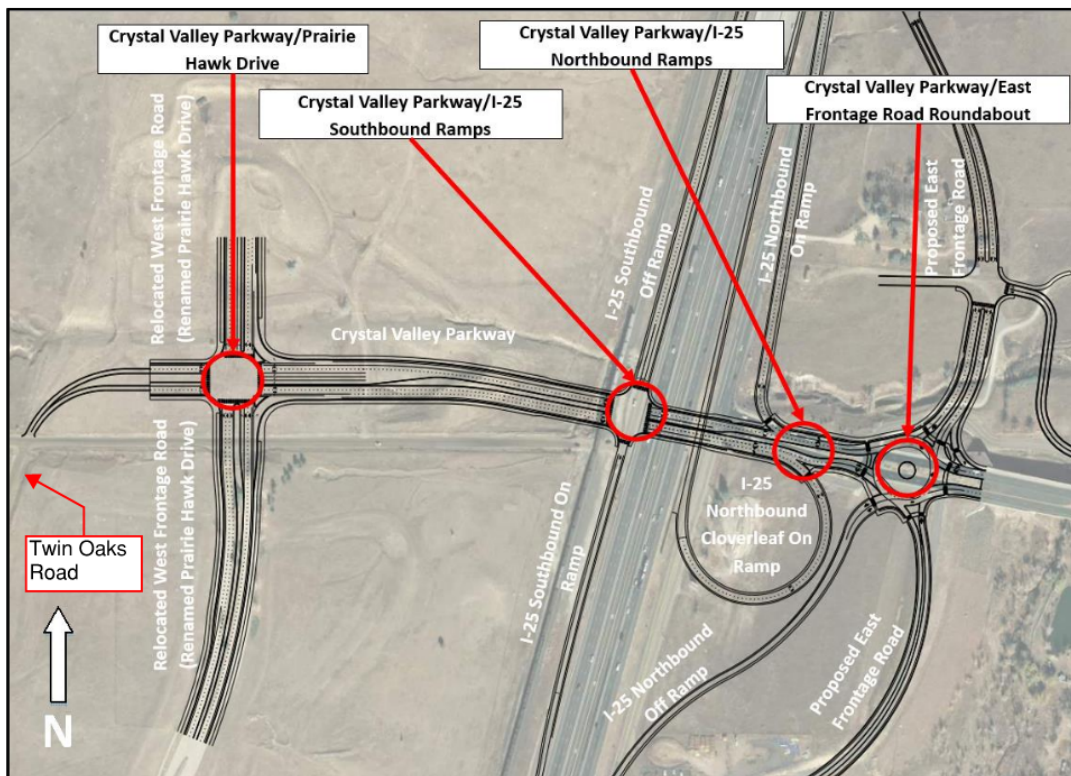 Crystal Valley Parkway/Prairie
Hawk Drive
Crystal Valley Parkway/I-25
Southbound Ramps
Crystal Valley Parkway/I-25
Northbound Ramps
Crystal Valley Parkway/East
Frontage Road Roundabout
Relocated West Frontage Road
(Renamed Prairie Hawk Drive)
Crystal Valley Parkway
I-25 Southbound
Off Ramp
I-25 Northbound
On Ramp
Proposed East
Frontage Road
Twin Oaks
Road
Relocated West Frontage Road
(Renamed Prairie Hawk Drive)
I-25 Southbound On
Ramp
I-25
Northbound
Cloverleaf On
Ramp
I-25 Northbound
Off Ramp
Proposed East
Frontage Road
N